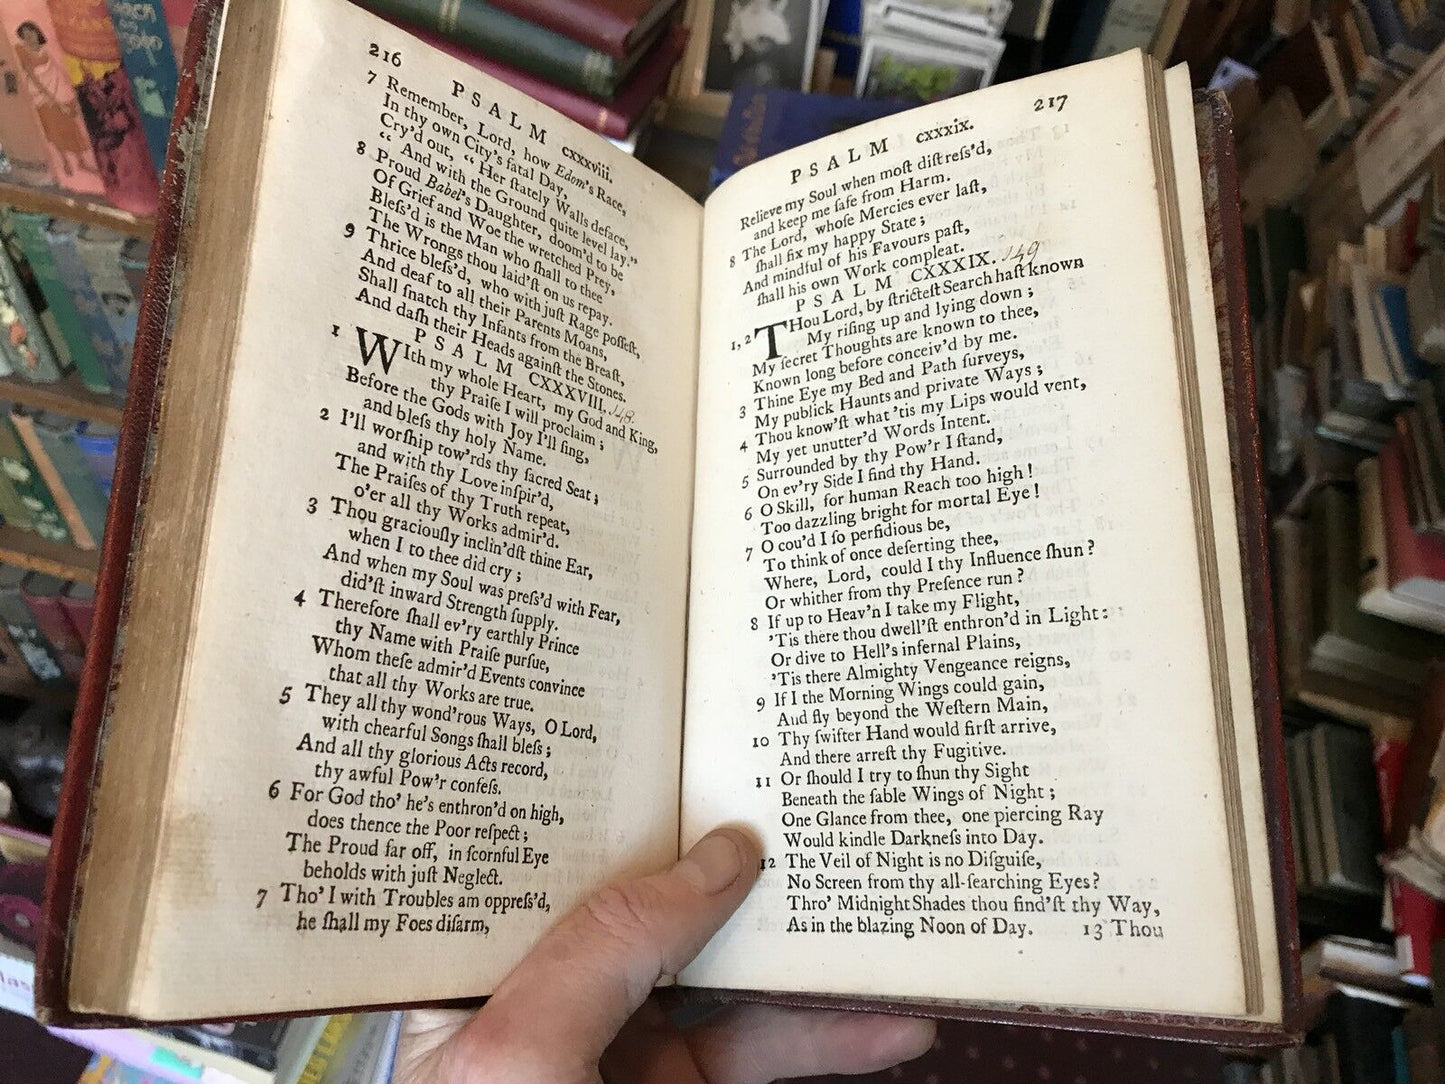 216
PSALM cxxxviii.
7 Remember, Lord, how Edom's Race,
In thy own City's fatal Day,
Cry'd out, “ Her ſtately Walls deface,
“ And with the Ground quite level lay.”
8 Proud Babel's Daughter, doom'd to be
Of Grief and Woe the wretched Prey,
Bleſs'd is the Man who ſhall to thee
The Wrongs thou laid'ſt on us repay.
9 Thrice bleſs'd, who with juſt Rage poſſeſt,
And deaf to all their Parents Moans,
Shall ſnatch thy Infants from the Breaſt,
And daſh their Heads againſt the Stones.
PSALM CXXXVIII. 148.
1 WIth my whole Heart, my God and King,
thy Praiſe I will proclaim ;
Before the Gods with Joy I'll ſing,
and bleſs thy holy Name.
2 I'll worſhip tow'rds thy ſacred Seat ;
and with thy Love inſpir'd,
The Praiſes of thy Truth repeat,
o'er all thy Works admir'd.
3 Thou graciouſly inclin'dſt thine Ear,
when I to thee did cry ;
And when my Soul was preſs'd with Fear,
did'ſt inward Strength ſupply.
4 Therefore ſhall ev'ry earthly Prince
thy Name with Praiſe purſue,
Whom theſe admir'd Events convince
that all thy Works are true.
5 They all thy wond'rous Ways, O Lord,
with chearful Songs ſhall bleſs ;
And all thy glorious Acts record,
thy awful Pow'r confeſs.
6 For God tho' he's enthron'd on high,
does thence the Poor reſpect ;
The Proud far off, in ſcornful Eye
beholds with juſt Neglect.
7 Tho' I with Troubles am oppreſs'd,
he ſhall my Foes diſarm,
217
PSALM cxxxix.
Relieve my Soul when moſt diſtreſs'd,
and keep me ſafe from Harm.
8 The Lord, whoſe Mercies ever laſt,
ſhall fix my happy State ;
And mindful of his Favours paſt,
ſhall his own Work compleat.
PSALM CXXXIX. 149
1, 2 THou Lord, by ſtricteſt Search haſt known
My riſing up and lying down ;
My ſecret Thoughts are known to thee,
Known long before conceiv'd by me.
3 Thine Eye my Bed and Path ſurveys,
My publick Haunts and private Ways ;
4 Thou know'ſt what 'tis my Lips would vent,
My yet unutter'd Words Intent.
5 Surrounded by thy Pow'r I ſtand,
On ev'ry Side I find thy Hand.
6 O Skill, for human Reach too high !
Too dazzling bright for mortal Eye !
7 O cou'd I ſo perfidious be,
To think of once deſerting thee,
Where, Lord, could I thy Influence ſhun ?
Or whither from thy Preſence run ?
8 If up to Heav'n I take my Flight,
'Tis there thou dwell'ſt enthron'd in Light :
Or dive to Hell's infernal Plains,
'Tis there Almighty Vengeance reigns,
9 If I the Morning Wings could gain,
And fly beyond the Weſtern Main,
10 Thy ſwifter Hand would firſt arrive,
And there arreſt thy Fugitive.
11 Or ſhould I try to ſhun thy Sight
Beneath the ſable Wings of Night ;
One Glance from thee, one piercing Ray
Would kindle Darkneſs into Day.
12 The Veil of Night is no Diſguiſe,
No Screen from thy all-ſearching Eyes ?
Thro' Midnight Shades thou find'ſt thy Way,
As in the blazing Noon of Day.
13 Thou